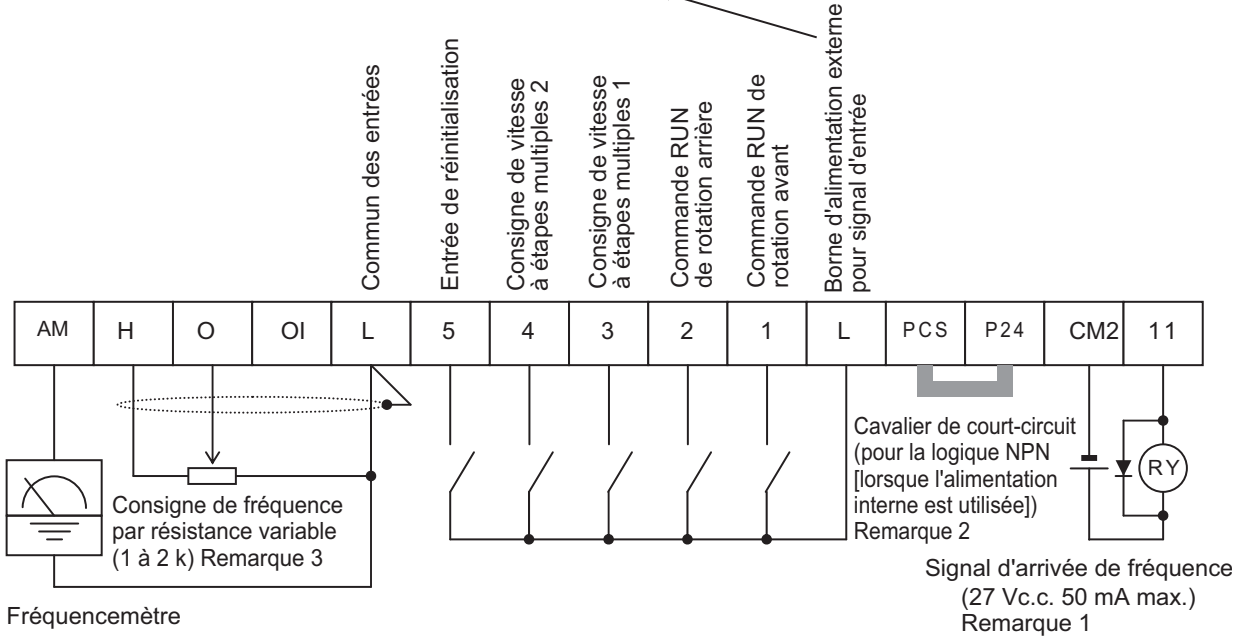 Commun des entrées
Entrée de réinitialisation
Consigne de vitesse
à étapes multiples 2
Consigne de vitesse
à étapes multiples 1
Commande RUN
de rotation arrière
Commande RUN de
rotation avant
Borne d'alimentation externe
pour signal d'entrée
AM H O OI L 5 4 3 2 1 L PCS P24 CM2 11
Consigne de fréquence
par résistance variable
(1 à 2 k) Remarque 3
Fréquencemètre
Cavalier de court-circuit
(pour la logique NPN
[lorsque l'alimentation
interne est utilisée])
Remarque 2
RY
Signal d'arrivée de fréquence
(27 Vc.c. 50 mA max.)
Remarque 1